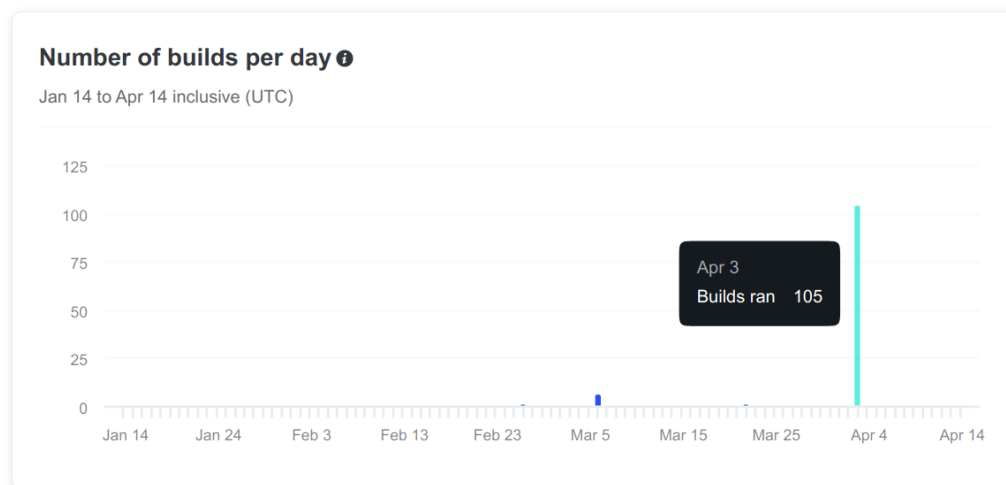 Number of builds per day
Jan 14 to Apr 14 inclusive (UTC)
125
100
75
50
25
0
Apr 3
Builds ran 105
Jan 14 Jan 24 Feb 3 Feb 13 Feb 23 Mar 5 Mar 15 Mar 25 Apr 4 Apr 14